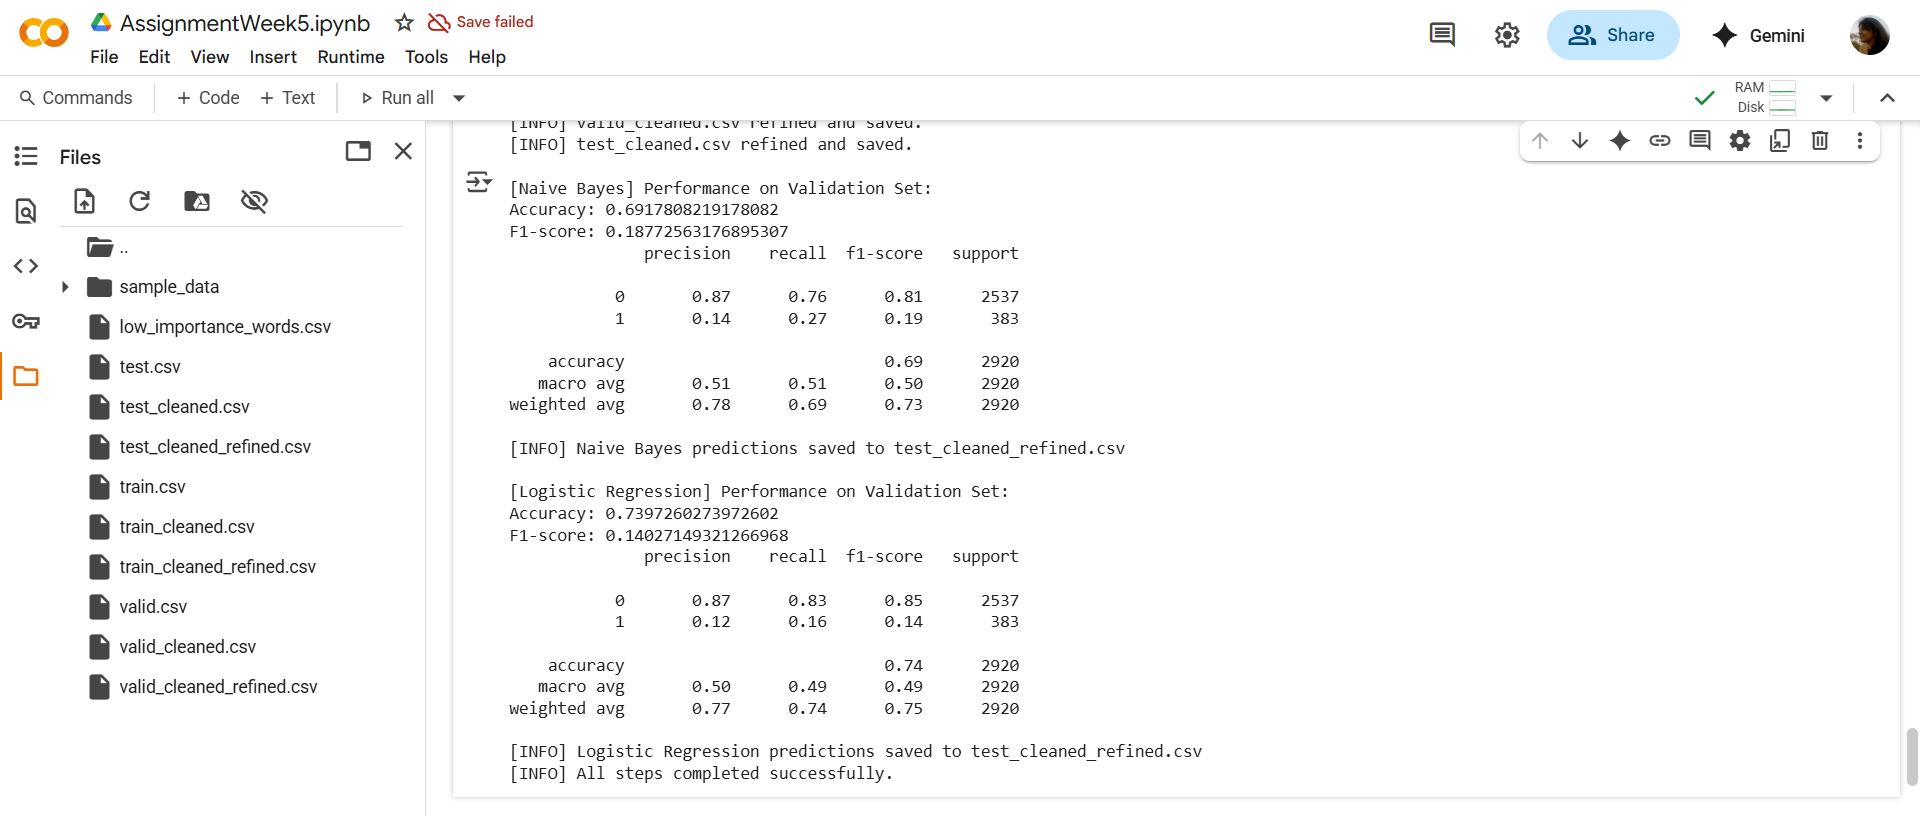 AssignmentWeek5.ipynb
Save failed
File Edit View Insert Runtime Tools Help
Share
Gemini
Commands
+ Code
+ Text
Run all
RAM
Disk
Files
..
sample_data
low_importance_words.csv
test.csv
test_cleaned.csv
test_cleaned_refined.csv
train.csv
train_cleaned.csv
train_cleaned_refined.csv
valid.csv
valid_cleaned.csv
valid_cleaned_refined.csv
[INFO] valid_cleaned.csv refined and saved.
[INFO] test_cleaned.csv refined and saved.
[Naive Bayes] Performance on Validation Set:
Accuracy: 0.6917808219178082
F1-score: 0.18772563176895307
precision recall f1-score support
0 0.87 0.76 0.81 2537
1 0.14 0.27 0.19 383
accuracy 0.69 2920
macro avg 0.51 0.51 0.50 2920
weighted avg 0.78 0.69 0.73 2920
[INFO] Naive Bayes predictions saved to test_cleaned_refined.csv
[Logistic Regression] Performance on Validation Set:
Accuracy: 0.7397260273972602
F1-score: 0.14027149321266968
precision recall f1-score support
0 0.87 0.83 0.85 2537
1 0.12 0.16 0.14 383
accuracy 0.74 2920
macro avg 0.50 0.49 0.49 2920
weighted avg 0.77 0.74 0.75 2920
[INFO] Logistic Regression predictions saved to test_cleaned_refined.csv
[INFO] All steps completed successfully.